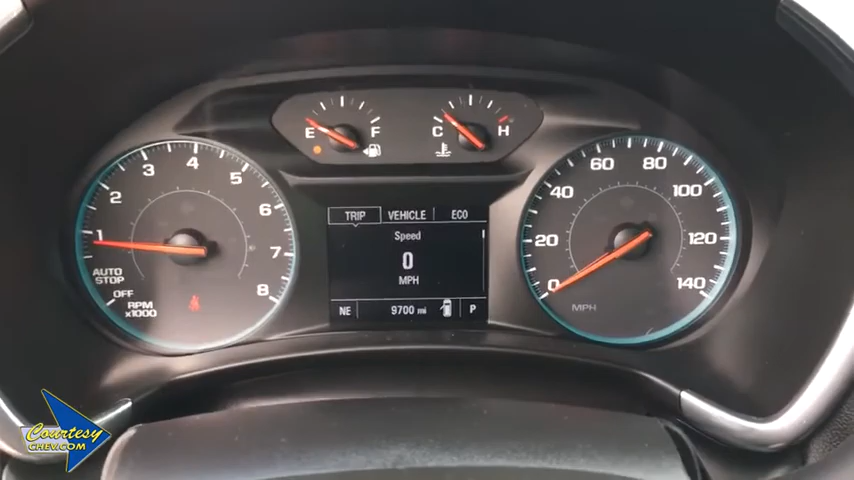 E F
C H
1 2 3 4 5 6 7 8
AUTO
STOP
OFF
RPM
x1000
TRIP VEHICLE ECO
Speed
0
MPH
NE 9700 mi P
0 20 40 60 80 100 120 140
MPH
Courtesy
CHEV.COM